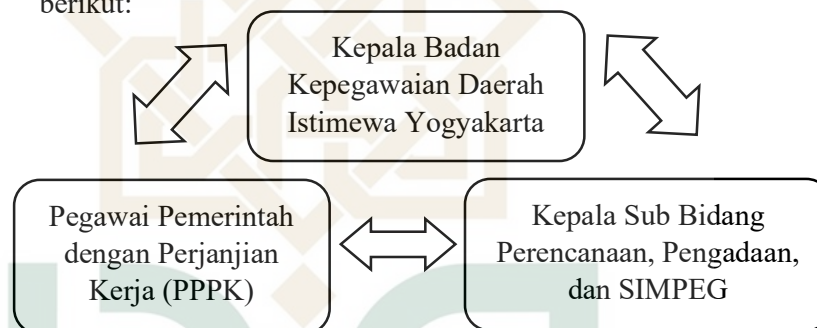 berikut:
Kepala Badan
Kepegawaian Daerah
Istimewa Yogyakarta
Pegawai Pemerintah
dengan Perjanjian
Kerja (PPPK)
Kepala Sub Bidang
Perencanaan, Pengadaan,
dan SIMPEG